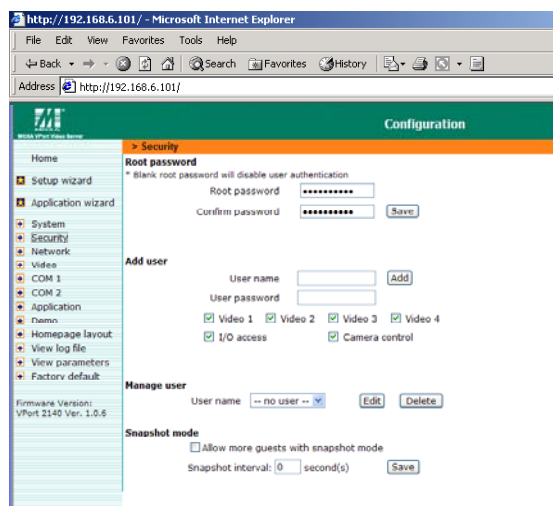 http://192.168.6.101/ - Microsoft Internet Explorer
File Edit View Favorites Tools Help
Back Search Favorites History
Address http://192.168.6.101/
MOXA VPort Video Server
Configuration
> Security
Home
Setup wizard
Application wizard
System
Security
Network
Video
COM 1
COM 2
Application
Demo
Homepage layout
View log file
View parameters
Factory default
Firmware Version:
VPort 2140 Ver. 1.0.6
Root password
* Blank root password will disable user authentication
Root password ••••••••••
Confirm password •••••••••• Save
Add user
User name Add
User password
Video 1 Video 2 Video 3 Video 4
I/O access Camera control
Manage user
User name -- no user -- Edit Delete
Snapshot mode
Allow more guests with snapshot mode
Snapshot interval: 0 second(s) Save